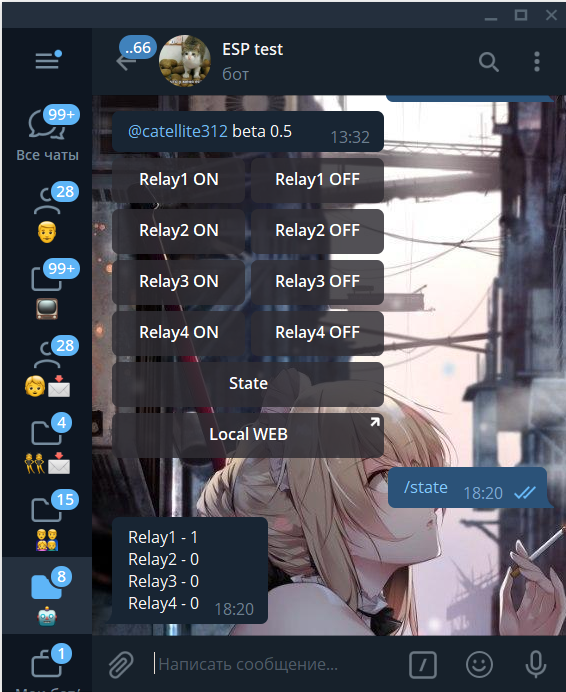 ..66
ESP test
бот
99+
Все чаты
28
99+
28
4
15
8
1
@catellite312 beta 0.5
13:32
Relay1 ON
Relay1 OFF
Relay2 ON
Relay2 OFF
Relay3 ON
Relay3 OFF
Relay4 ON
Relay4 OFF
State
Local WEB
/state 18:20
Relay1 - 1
Relay2 - 0
Relay3 - 0
Relay4 - 0 18:20
Написать сообщение...